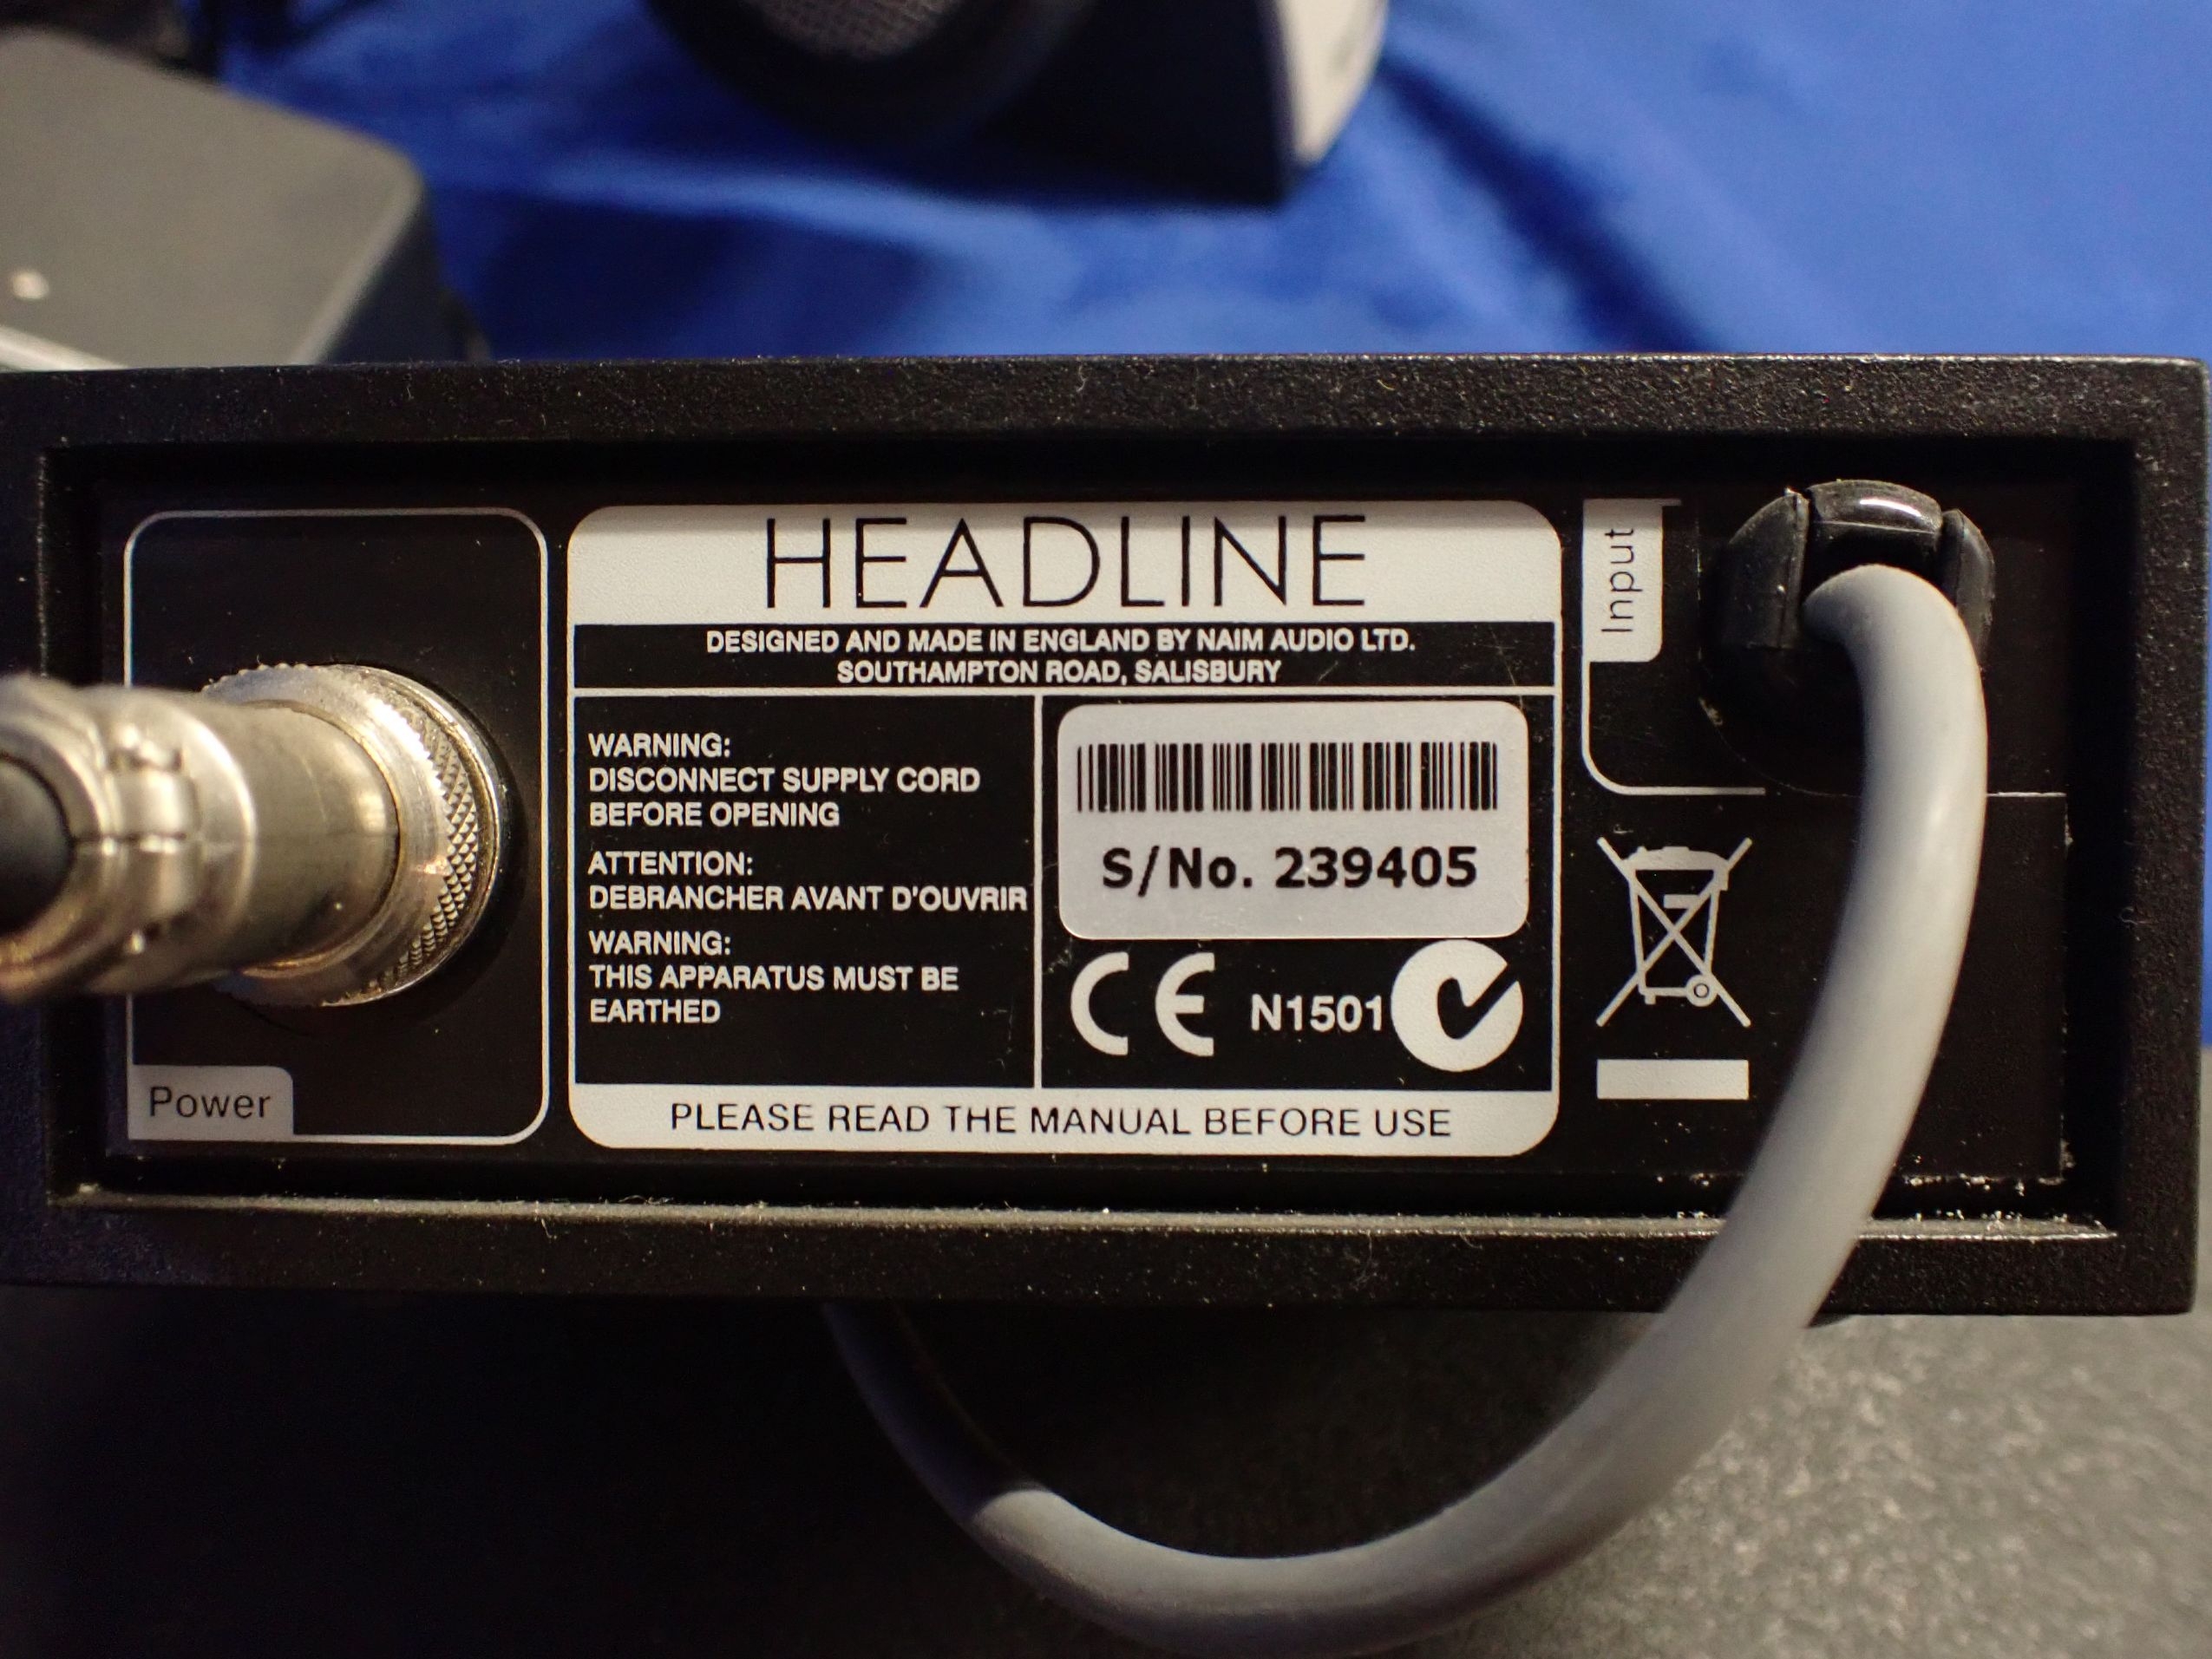 HEADLINE
DESIGNED AND MADE IN ENGLAND BY NAIM AUDIO LTD.
SOUTHAMPTON ROAD, SALISBURY
WARNING:
DISCONNECT SUPPLY CORD
BEFORE OPENING
ATTENTION:
DEBRANCHER AVANT D'OUVRIR
WARNING:
THIS APPARATUS MUST BE
EARTHED
S/No. 239405
CE N1501
PLEASE READ THE MANUAL BEFORE USE
Power
Input